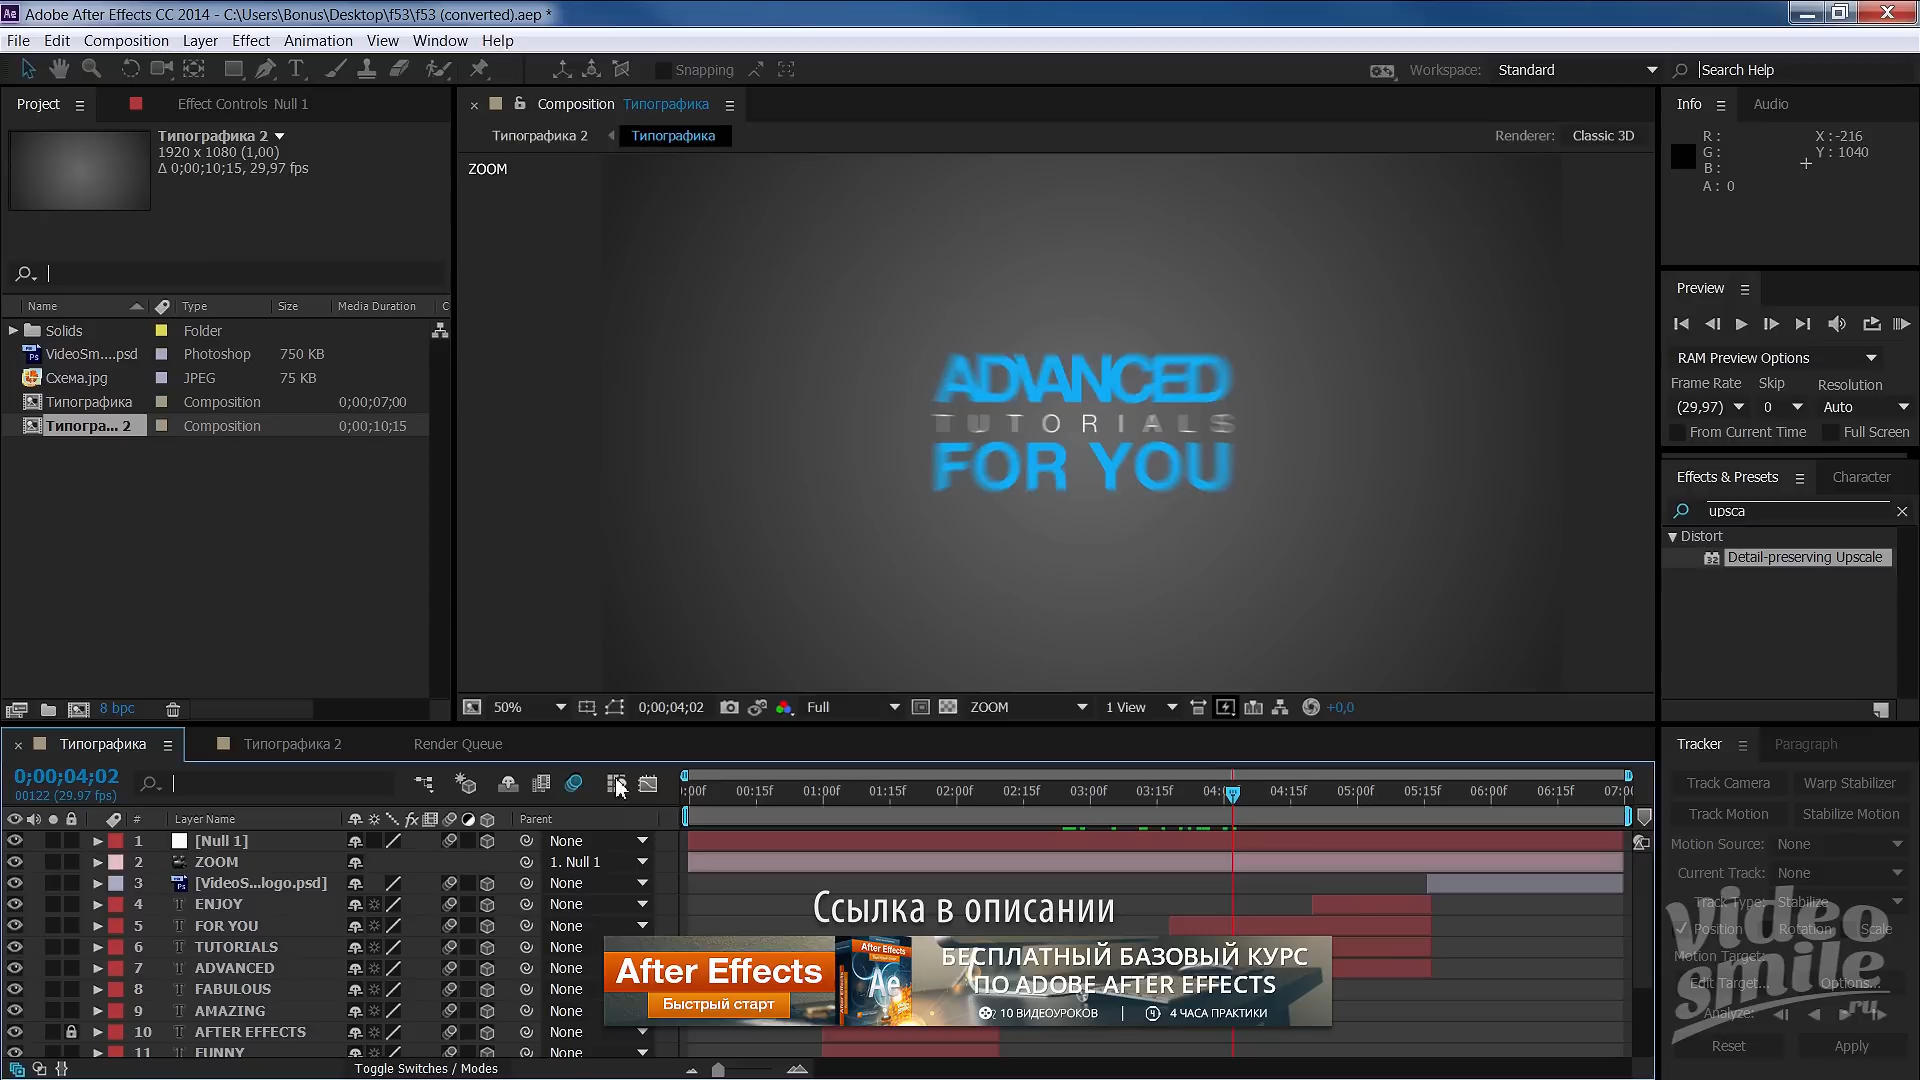 Adobe After Effects CC 2014 - C:\Users\Bonus\Desktop\f53\f53 (converted).aep *
File Edit Composition Layer Effect Animation View Window Help
Snapping
Workspace: Standard
Search Help
Project
Effect Controls Null 1
Типографика 2
1920 x 1080 (1,00)
Δ 0;00;10;15, 29,97 fps
Name Type Size Media Duration C
Solids Folder
VideoSm....psd Photoshop 750 KB
Схема.jpg JPEG 75 KB
Типографика Composition 0;00;07;00
Типогра... 2 Composition 0;00;10;15
8 bpc
Composition Типографика
Типографика 2 Типографика
Renderer: Classic 3D
ZOOM
ADVANCED
TUTORIALS
FOR YOU
50% 0;00;04;02 Full ZOOM 1 View +0,0
Info Audio
R : X : -216
G : Y : 1040
B :
A : 0
Preview
RAM Preview Options
Frame Rate Skip Resolution
(29,97) 0 Auto
From Current Time Full Screen
Effects & Presets Character
upsca
Distort
Detail-preserving Upscale
Типографика Типографика 2 Render Queue
0;00;04;02
00122 (29.97 fps)
:00f 00:15f 01:00f 01:15f 02:00f 02:15f 03:00f 03:15f 04:00f 04:15f 05:00f 05:15f 06:00f 06:15f 07:00
# Layer Name Parent
1 [Null 1] None
2 ZOOM 1. Null 1
3 [VideoS...logo.psd] None
4 ENJOY None
5 FOR YOU None
6 TUTORIALS None
7 ADVANCED None
8 FABULOUS None
9 AMAZING None
10 AFTER EFFECTS None
11 FUNNY None
Toggle Switches / Modes
Ссылка в описании
After Effects
Быстрый старт
After Effects
Ae
БЕСПЛАТНЫЙ БАЗОВЫЙ КУРС
ПО ADOBE AFTER EFFECTS
10 ВИДЕОУРОКОВ | 4 ЧАСА ПРАКТИКИ
Tracker Paragraph
Track Camera Warp Stabilizer
Track Motion Stabilize Motion
Motion Source: None
Current Track: None
Track Type: Stabilize
Position Rotation Scale
Motion Target:
Edit Target... Options...
Analyze:
Reset Apply
video
smile
.ru